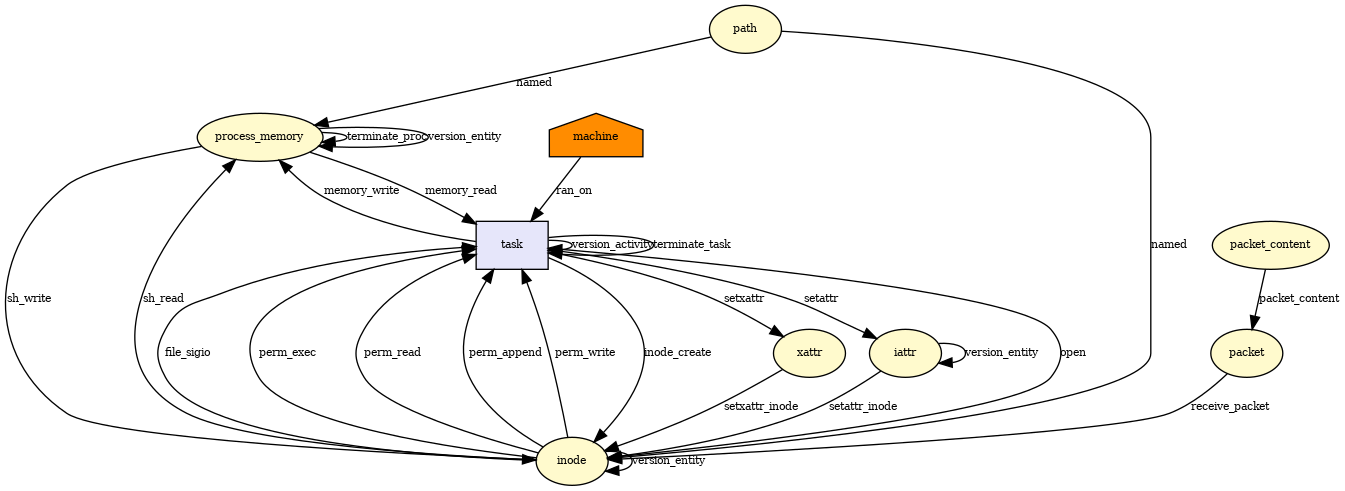 path
named
process_memory
terminate_proc
version_entity
machine
memory_write
memory_read
ran_on
task
version_activity
terminate_task
named
packet_content
sh_write
sh_read
setxattr
setattr
packet_content
file_sigio
perm_exec
perm_read
perm_append
perm_write
inode_create
xattr
iattr
version_entity
open
packet
setxattr_inode
setattr_inode
receive_packet
inode
version_entity